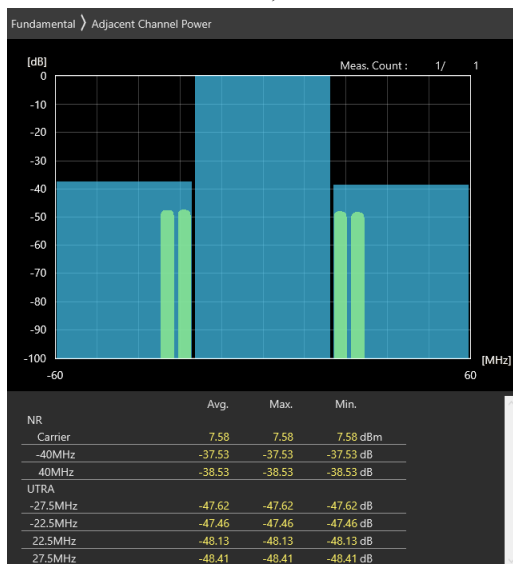 Fundamental ⟩ Adjacent Channel Power
[dB] Meas. Count : 1/ 1
0
-10
-20
-30
-40
-50
-60
-70
-80
-90
-100 [MHz]
-60 60
Avg. Max. Min.
NR
Carrier 7.58 7.58 7.58 dBm
-40MHz -37.53 -37.53 -37.53 dB
40MHz -38.53 -38.53 -38.53 dB
UTRA
-27.5MHz -47.62 -47.62 -47.62 dB
-22.5MHz -47.46 -47.46 -47.46 dB
22.5MHz -48.13 -48.13 -48.13 dB
27.5MHz -48.41 -48.41 -48.41 dB